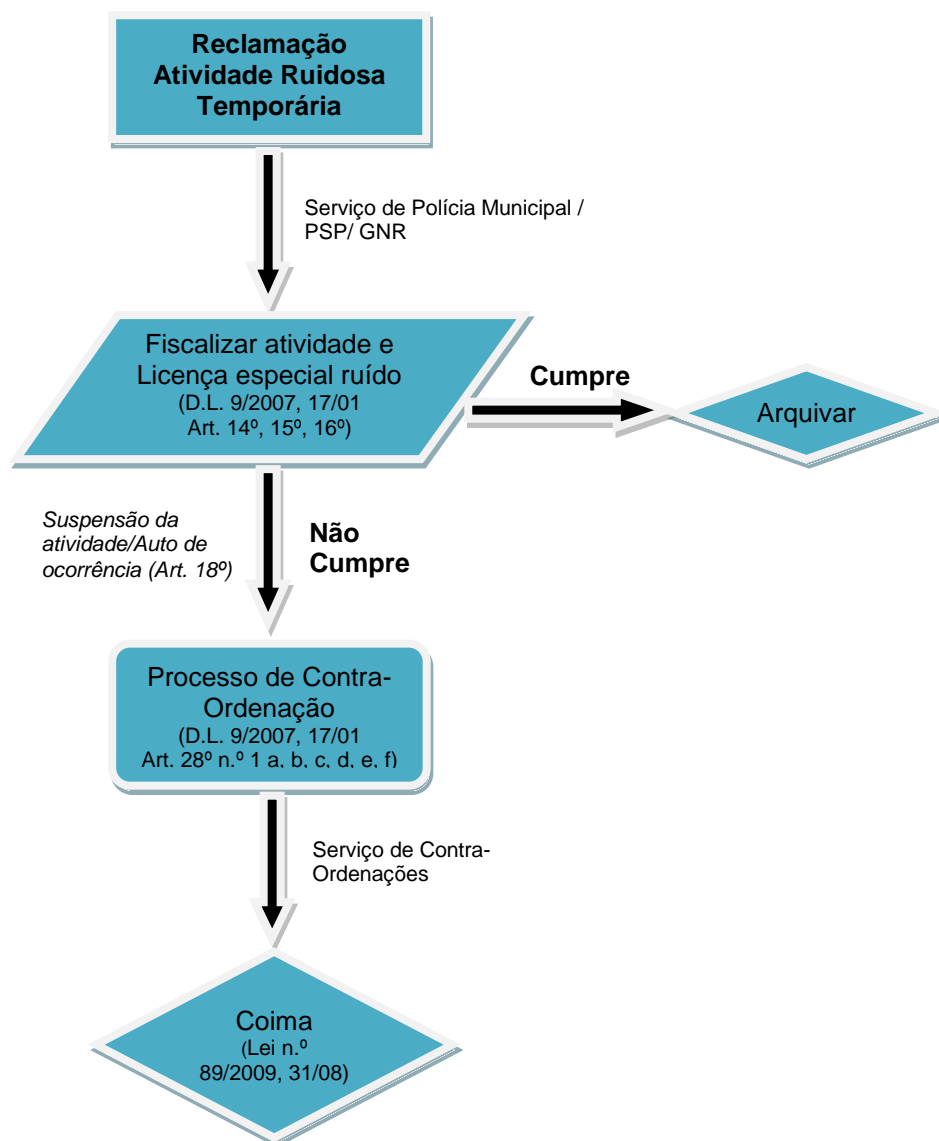 Reclamação
Atividade Ruidosa
Temporária
Serviço de Polícia Municipal /
PSP/ GNR
Fiscalizar atividade e
Licença especial ruído
(D.L. 9/2007, 17/01
Art. 14º, 15º, 16º)
Cumpre
Arquivar
Suspensão da
atividade/Auto de
ocorrência (Art. 18º)
Não
Cumpre
Processo de Contra-
Ordenação
(D.L. 9/2007, 17/01
Art. 28º n.º 1 a, b, c, d, e, f)
Serviço de Contra-
Ordenações
Coima
(Lei n.º
89/2009, 31/08)